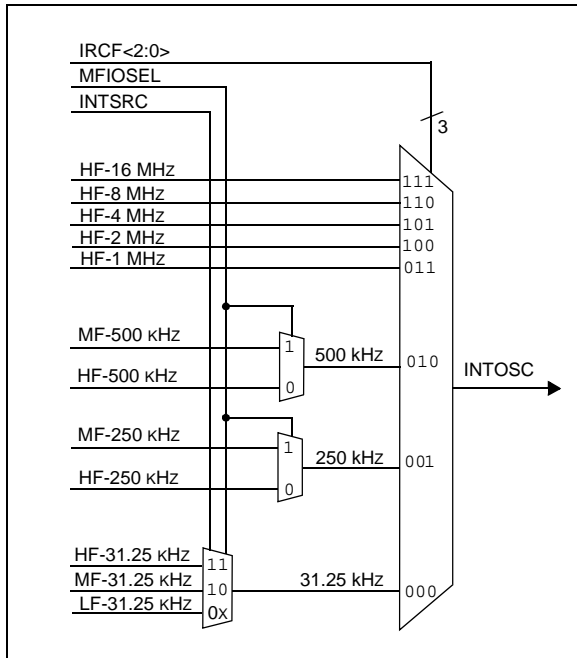 IRCF<2:0>
MFIOSEL
INTSRC
3
HF-16 MHz
111
HF-8 MHz
110
HF-4 MHz
101
HF-2 MHz
100
HF-1 MHz
011
MF-500 KHz
1
500 kHz
010
INTOSC
HF-500 KHz
0
MF-250 KHz
1
250 kHz
001
HF-250 KHz
0
HF-31.25 KHz
11
MF-31.25 KHz
10
31.25 kHz
000
LF-31.25 KHz
0X